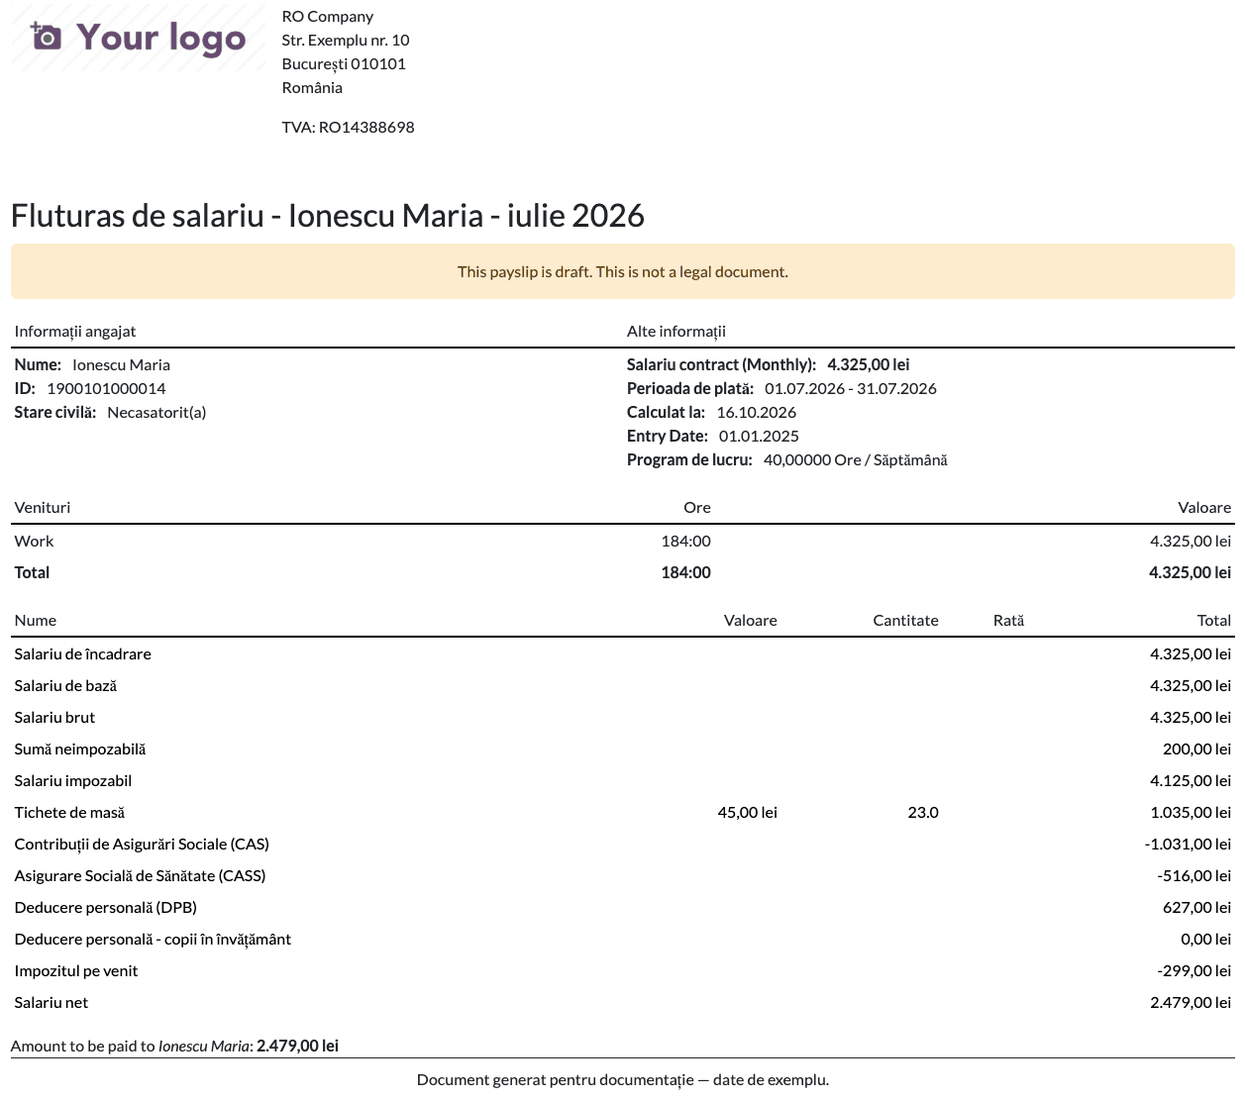 Your logo
RO Company
Str. Exemplu nr. 10
București 010101
România
TVA: RO14388698
Fluturas de salariu - Ionescu Maria - iulie 2026
This payslip is draft. This is not a legal document.
Informații angajat Alte informații
Nume: Ionescu Maria Salariu contract (Monthly): 4.325,00 lei
ID: 1900101000014 Perioada de plată: 01.07.2026 - 31.07.2026
Stare civilă: Necasatorit(a) Calculat la: 16.10.2026
Entry Date: 01.01.2025
Program de lucru: 40,00000 Ore / Săptămână
Venituri Ore Valoare
Work 184:00 4.325,00 lei
Total 184:00 4.325,00 lei
Nume Valoare Cantitate Rată Total
Salariu de încadrare 4.325,00 lei
Salariu de bază 4.325,00 lei
Salariu brut 4.325,00 lei
Sumă neimpozabilă 200,00 lei
Salariu impozabil 4.125,00 lei
Tichete de masă 45,00 lei 23.0 1.035,00 lei
Contribuții de Asigurări Sociale (CAS) -1.031,00 lei
Asigurare Socială de Sănătate (CASS) -516,00 lei
Deducere personală (DPB) 627,00 lei
Deducere personală - copii în învățământ 0,00 lei
Impozitul pe venit -299,00 lei
Salariu net 2.479,00 lei
Amount to be paid to Ionescu Maria: 2.479,00 lei
Document generat pentru documentație — date de exemplu.